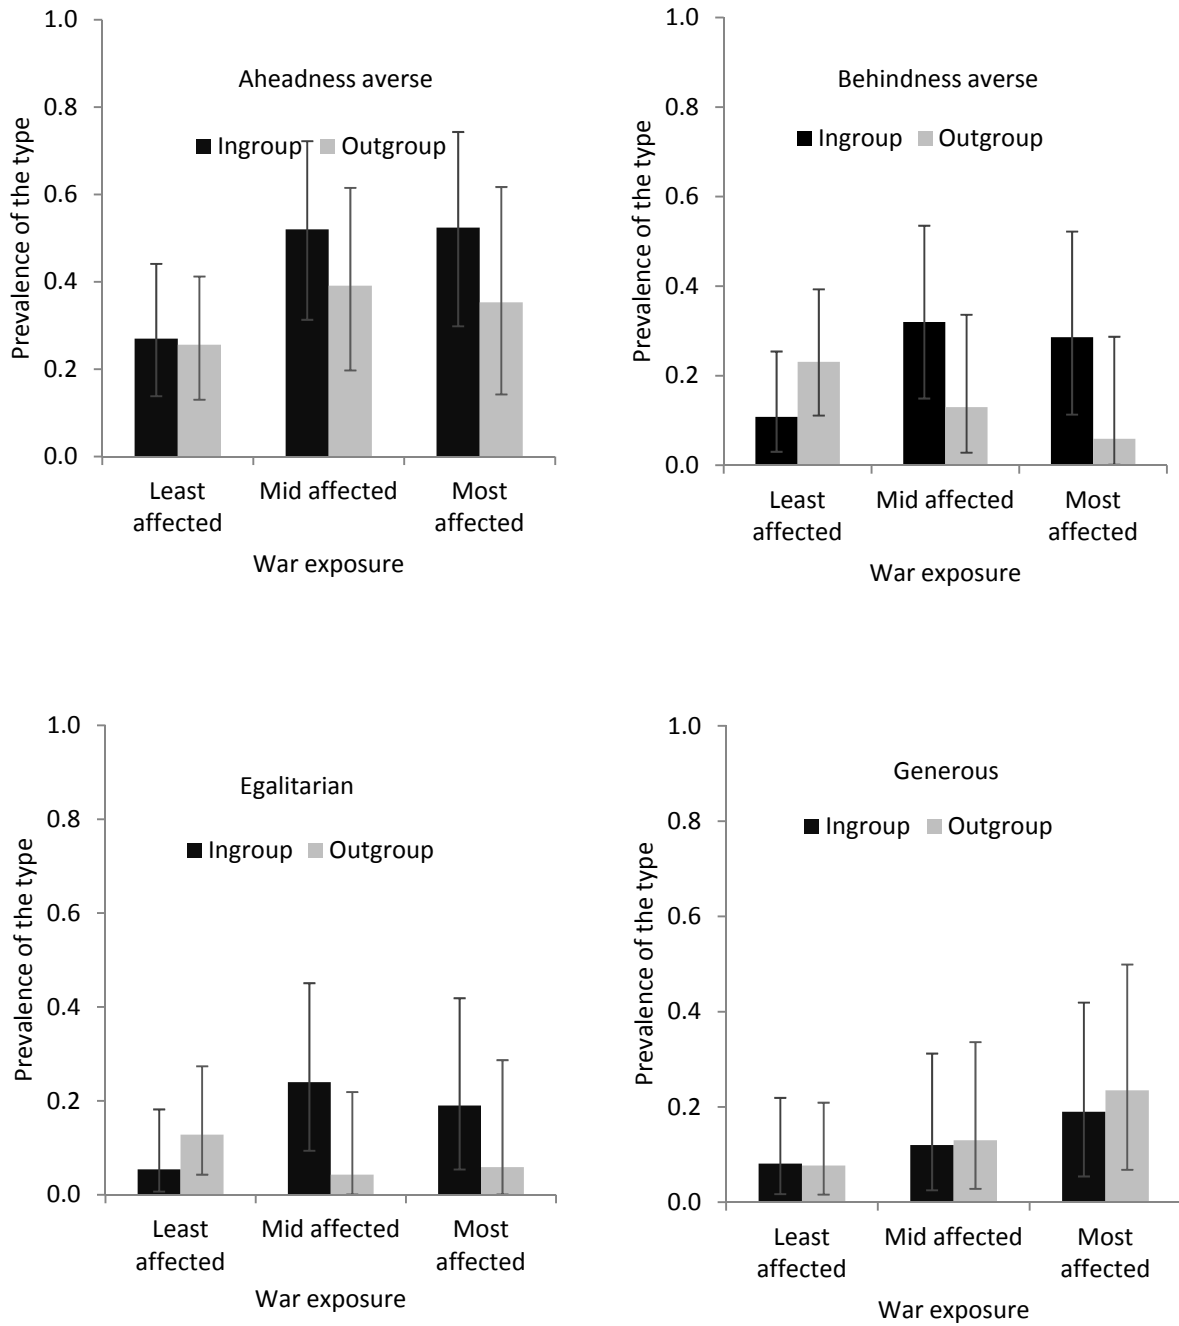 1.0
Aheadness averse
0.8
Ingroup Outgroup
0.6
0.4
0.2
0.0
Prevalence of the type
Least affected
Mid affected
Most affected
War exposure
1.0
Behindness averse
0.8
Ingroup Outgroup
0.6
0.4
0.2
0.0
Prevalence of the type
Least affected
Mid affected
Most affected
War exposure
1.0
Egalitarian
0.8
Ingroup Outgroup
0.6
0.4
0.2
0.0
Prevalence of the type
Least affected
Mid affected
Most affected
War exposure
1.0
Generous
0.8
Ingroup Outgroup
0.6
0.4
0.2
0.0
Prevalence of the type
Least affected
Mid affected
Most affected
War exposure